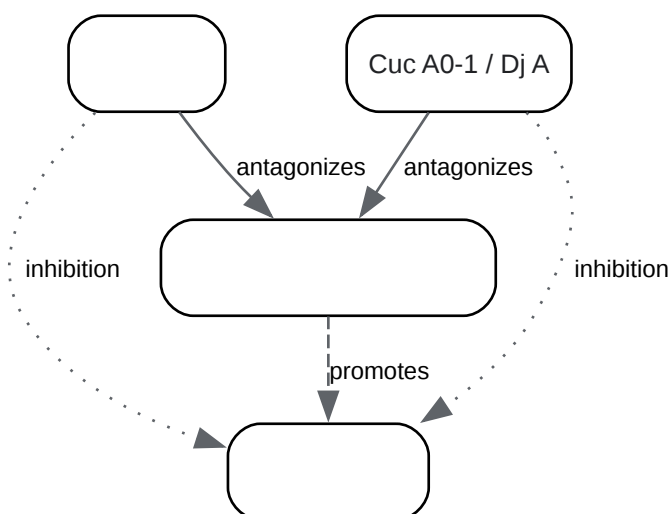 Cuc A0-1 / Dj A
antagonizes
antagonizes
inhibition
inhibition
promotes